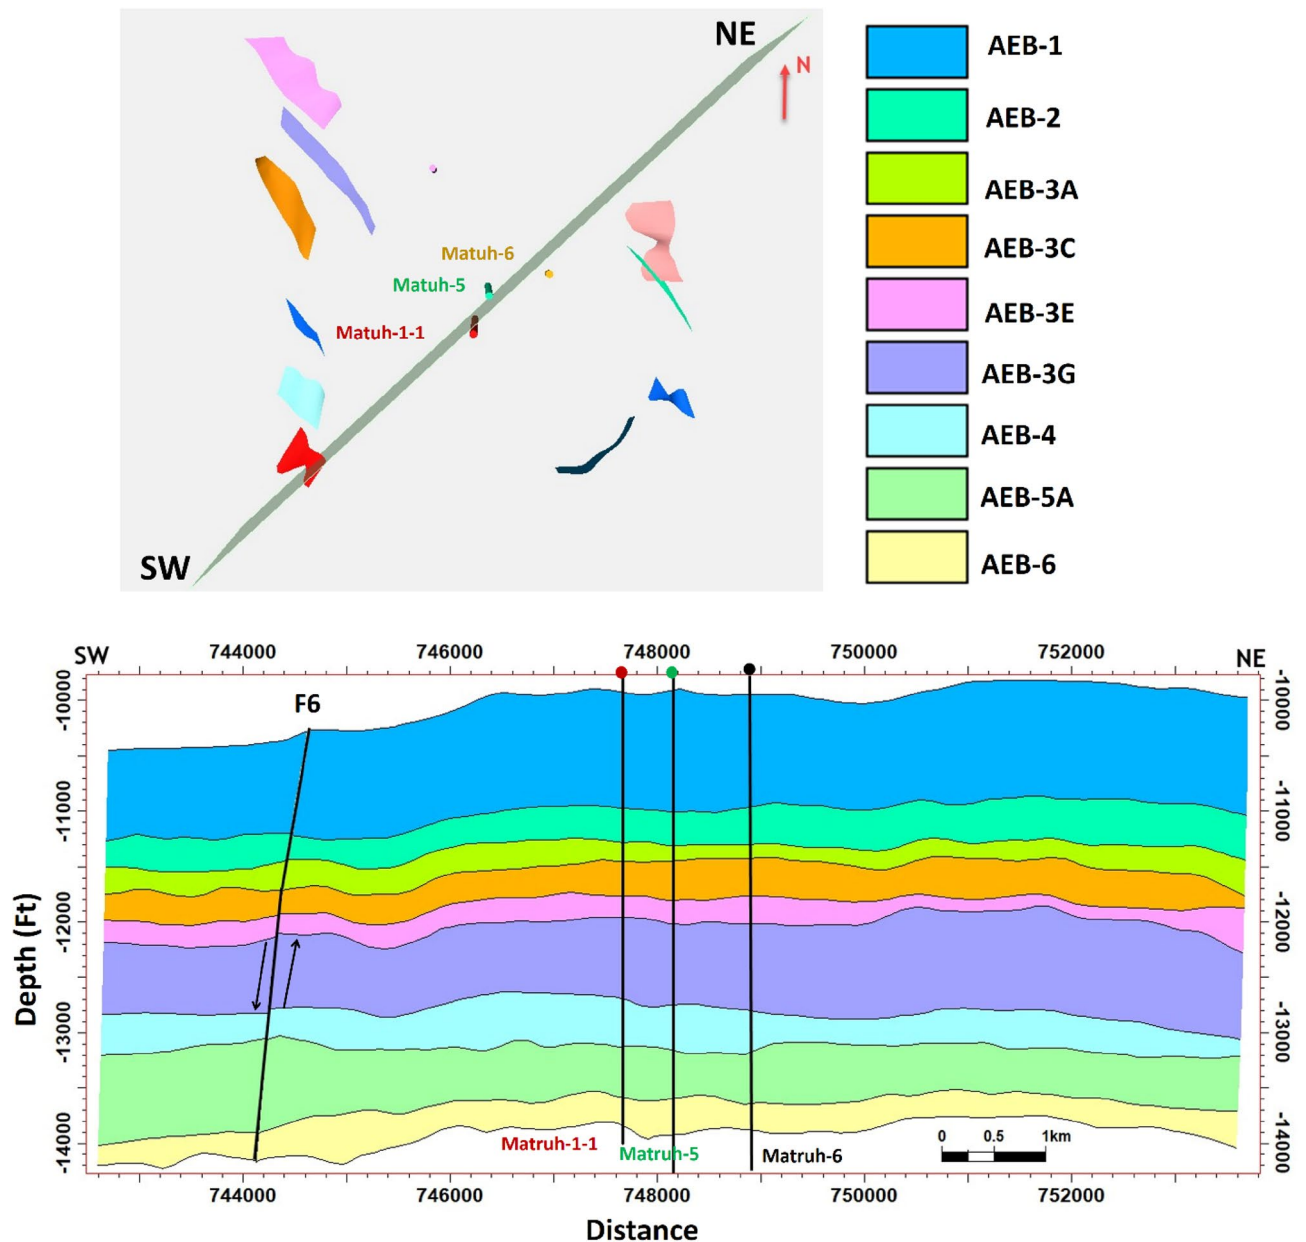 NE
N
Matuh-6
Matuh-5
Matuh-1-1
SW
AEB-1
AEB-2
AEB-3A
AEB-3C
AEB-3E
AEB-3G
AEB-4
AEB-5A
AEB-6
SW 744000 746000 748000 750000 752000 NE
F6
Depth (Ft)
-10000
-11000
-12000
-13000
-14000
-10000
-11000
-12000
-13000
-14000
Matruh-1-1
Matruh-5
Matruh-6
0 0.5 1km
744000 746000 748000 750000 752000
Distance